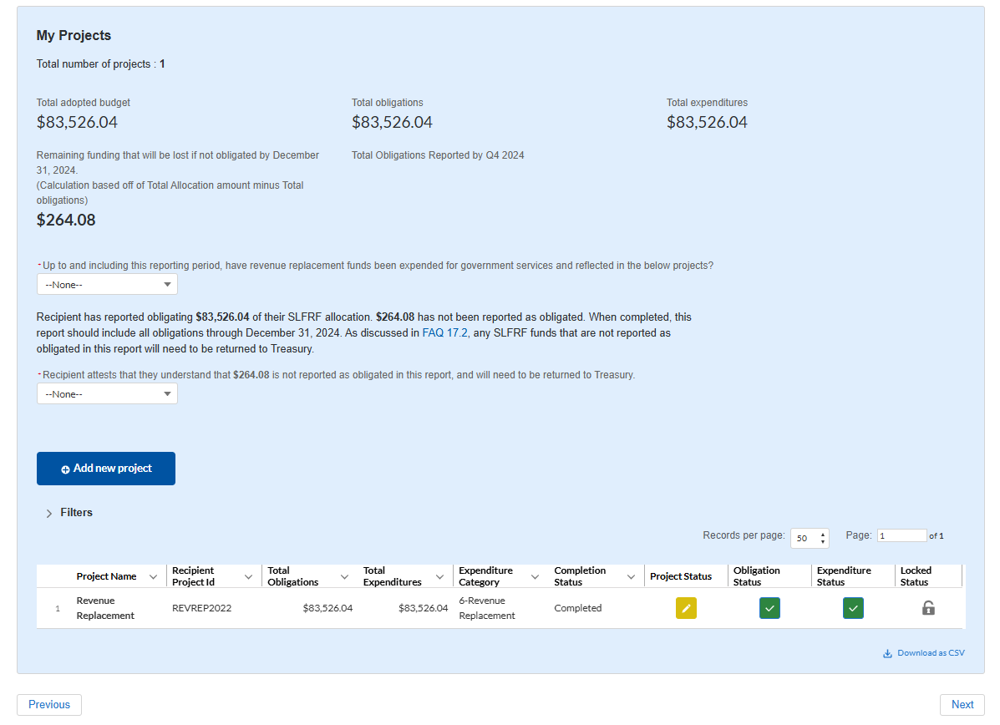 My Projects
Total number of projects : 1
Total adopted budget
$83,526.04
Total obligations
$83,526.04
Total expenditures
$83,526.04
Remaining funding that will be lost if not obligated by December
31, 2024.
(Calculation based off of Total Allocation amount minus Total
obligations)
$264.08
Total Obligations Reported by Q4 2024
*Up to and including this reporting period, have revenue replacement funds been expended for government services and reflected in the below projects?
--None--
Recipient has reported obligating $83,526.04 of their SLFRF allocation. $264.08 has not been reported as obligated. When completed, this
report should include all obligations through December 31, 2024. As discussed in FAQ 17.2, any SLFRF funds that are not reported as
obligated in this report will need to be returned to Treasury.
*Recipient attests that they understand that $264.08 is not reported as obligated in this report, and will need to be returned to Treasury.
--None--
Add new project
Filters
Records per page: 50 Page: 1 of 1
Project Name
Recipient
Project Id
Total
Obligations
Total
Expenditures
Expenditure
Category
Completion
Status
Project Status
Obligation
Status
Expenditure
Status
Locked
Status
1
Revenue
Replacement
REVREP2022
$83,526.04
$83,526.04
6-Revenue
Replacement
Completed
Download as CSV
Previous
Next